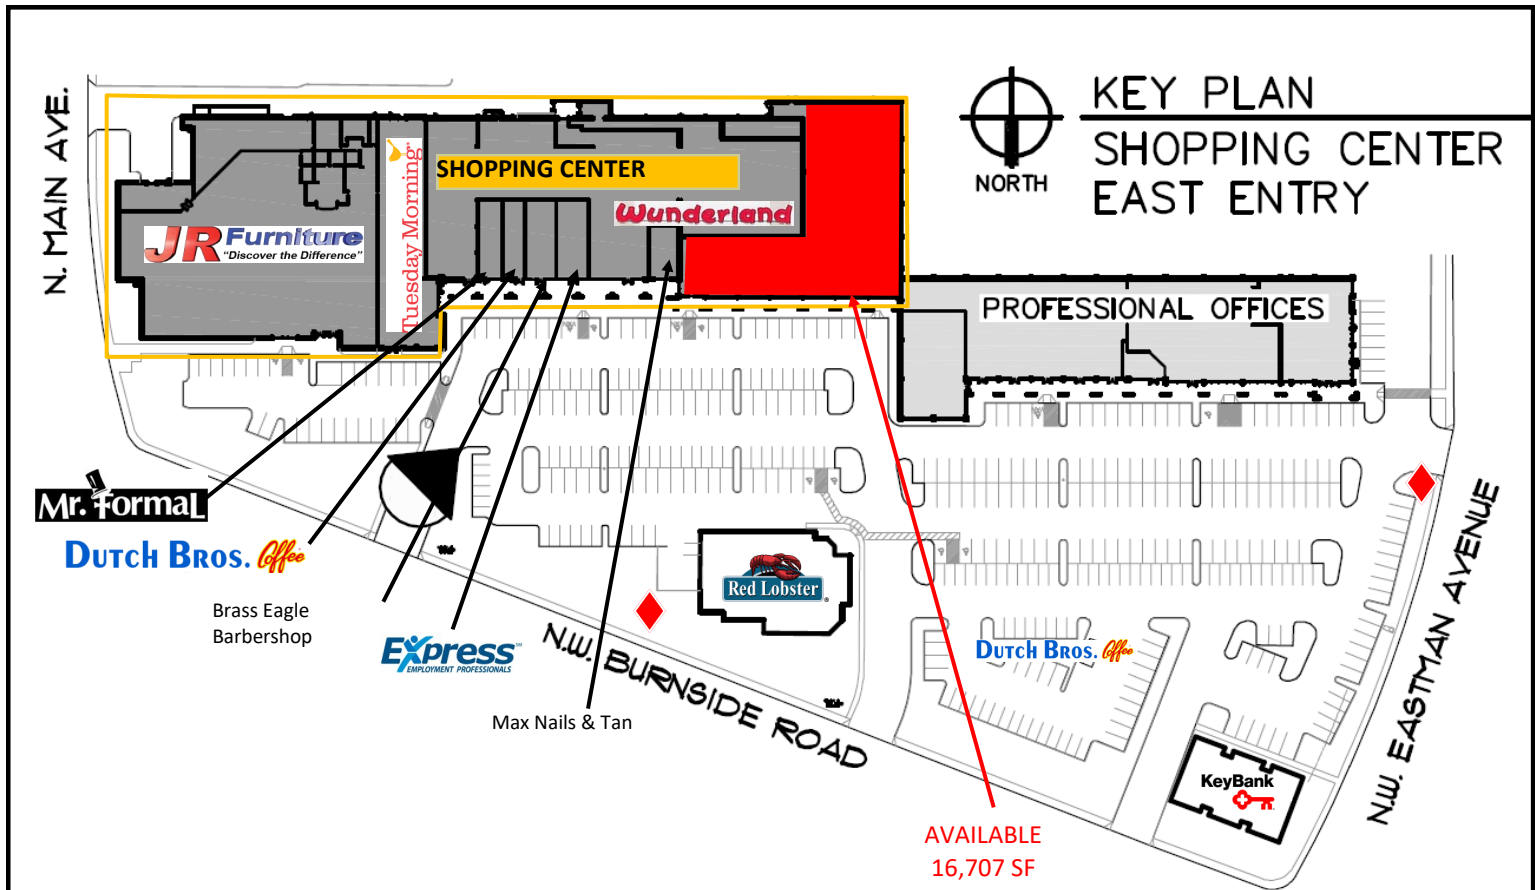 KEY PLAN
SHOPPING CENTER
EAST ENTRY
NORTH
N. MAIN AVE.
SHOPPING CENTER
Wunderland
JR Furniture
"Discover the Difference"
Tuesday Morning
PROFESSIONAL OFFICES
Mr. Formal
DUTCH BROS. Coffee
Brass Eagle
Barbershop
Express
EMPLOYMENT PROFESSIONALS
Max Nails & Tan
Red Lobster
DUTCH BROS. Coffee
N.W. BURNSIDE ROAD
N.W. EASTMAN AVENUE
KeyBank
AVAILABLE
16,707 SF